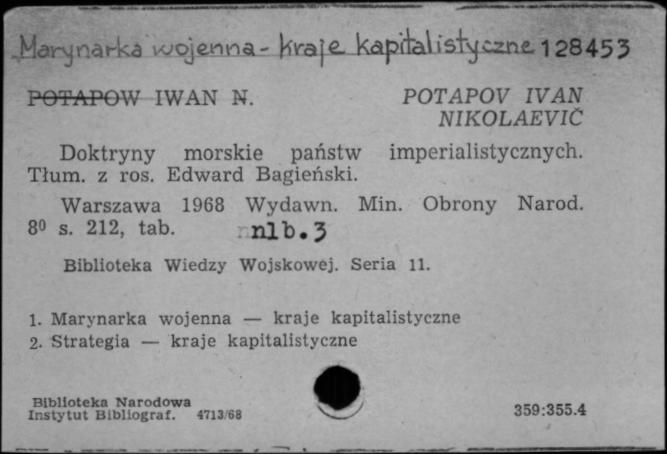 Marynarka wojenna - kraje kapitalistyczne 128453
POTAPOW IWAN N. POTAPOV IVAN
NIKOLAEVIČ
Doktryny morskie państw imperialistycznych.
Tłum. z ros. Edward Bagieński.
Warszawa 1968 Wydawn. Min. Obrony Narod.
8⁰ s. 212, tab. nlb.3
Biblioteka Wiedzy Wojskowej. Seria 11.
1. Marynarka wojenna — kraje kapitalistyczne
2. Strategia — kraje kapitalistyczne
Biblioteka Narodowa
Instytut Bibliograf. 4713/68 359:355.4